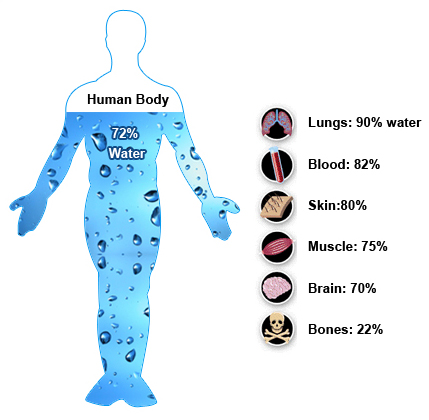 Human Body
72%
Water
Lungs: 90% water
Blood: 82%
Skin:80%
Muscle: 75%
Brain: 70%
Bones: 22%